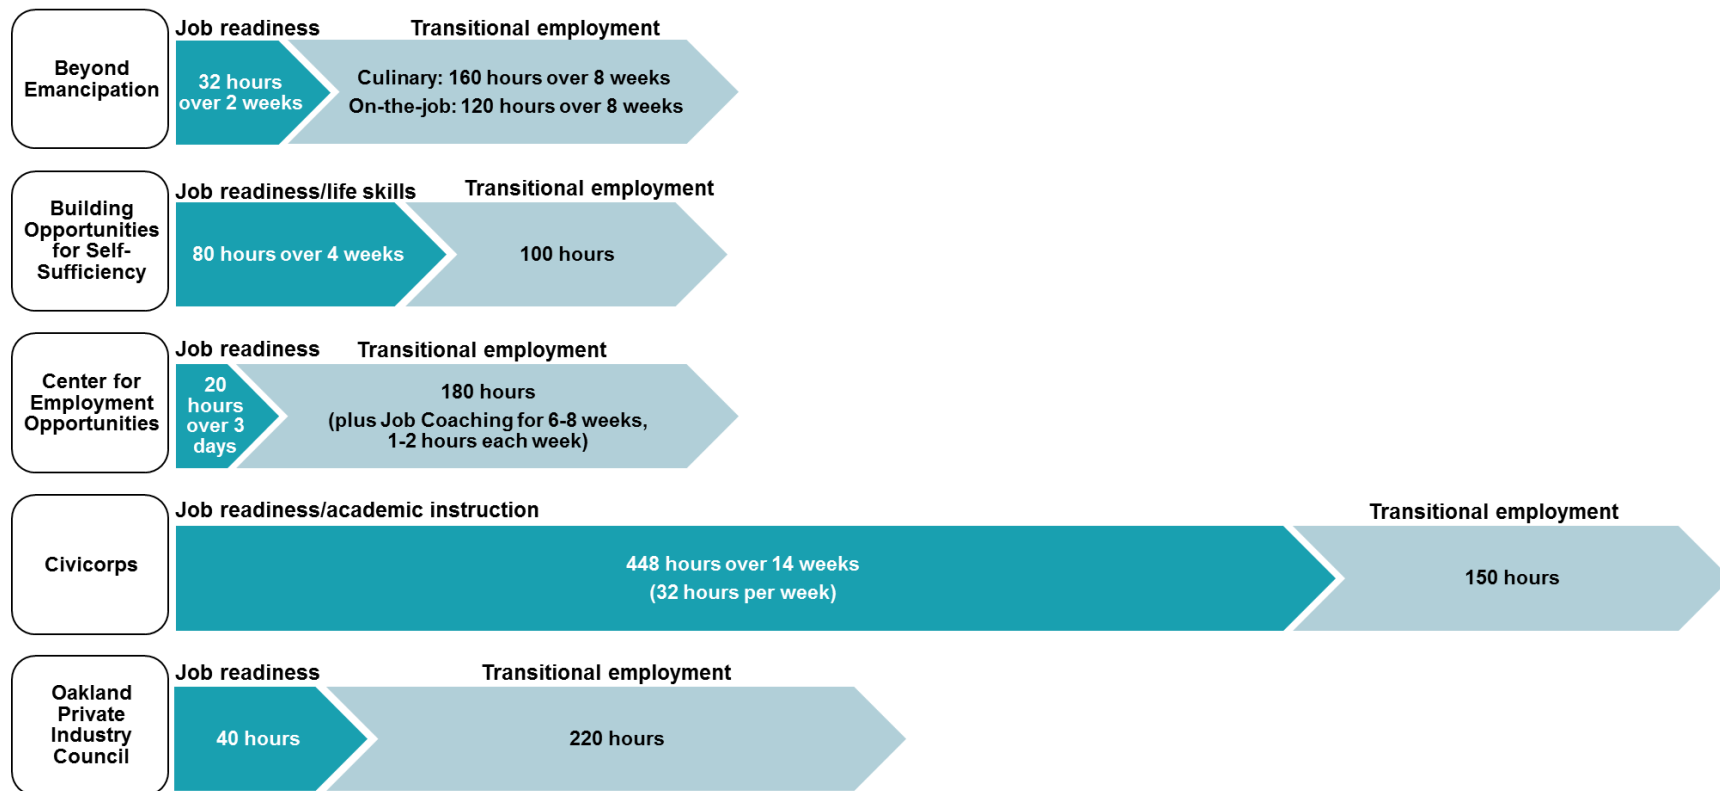 Beyond
Emancipation
Job readiness
Transitional employment
32 hours
over 2 weeks
Culinary: 160 hours over 8 weeks
On-the-job: 120 hours over 8 weeks
Building
Opportunities
for Self-
Sufficiency
Job readiness/life skills
Transitional employment
80 hours over 4 weeks
100 hours
Center for
Employment
Opportunities
Job readiness
Transitional employment
20
hours
over 3
days
180 hours
(plus Job Coaching for 6-8 weeks,
1-2 hours each week)
Civicorps
Job readiness/academic instruction
Transitional employment
448 hours over 14 weeks
(32 hours per week)
150 hours
Oakland
Private
Industry
Council
Job readiness
Transitional employment
40 hours
220 hours